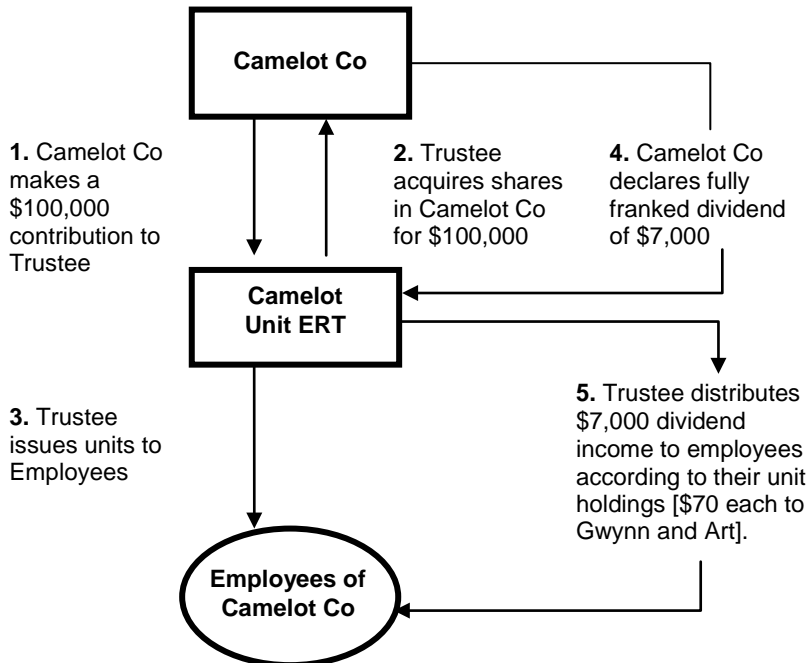 Camelot Co
1. Camelot Co
makes a
$100,000
contribution to
Trustee
2. Trustee
acquires shares
in Camelot Co
for $100,000
4. Camelot Co
declares fully
franked dividend
of $7,000
Camelot
Unit ERT
3. Trustee
issues units to
Employees
5. Trustee distributes
$7,000 dividend
income to employees
according to their unit
holdings [$70 each to
Gwynn and Art].
Employees of
Camelot Co